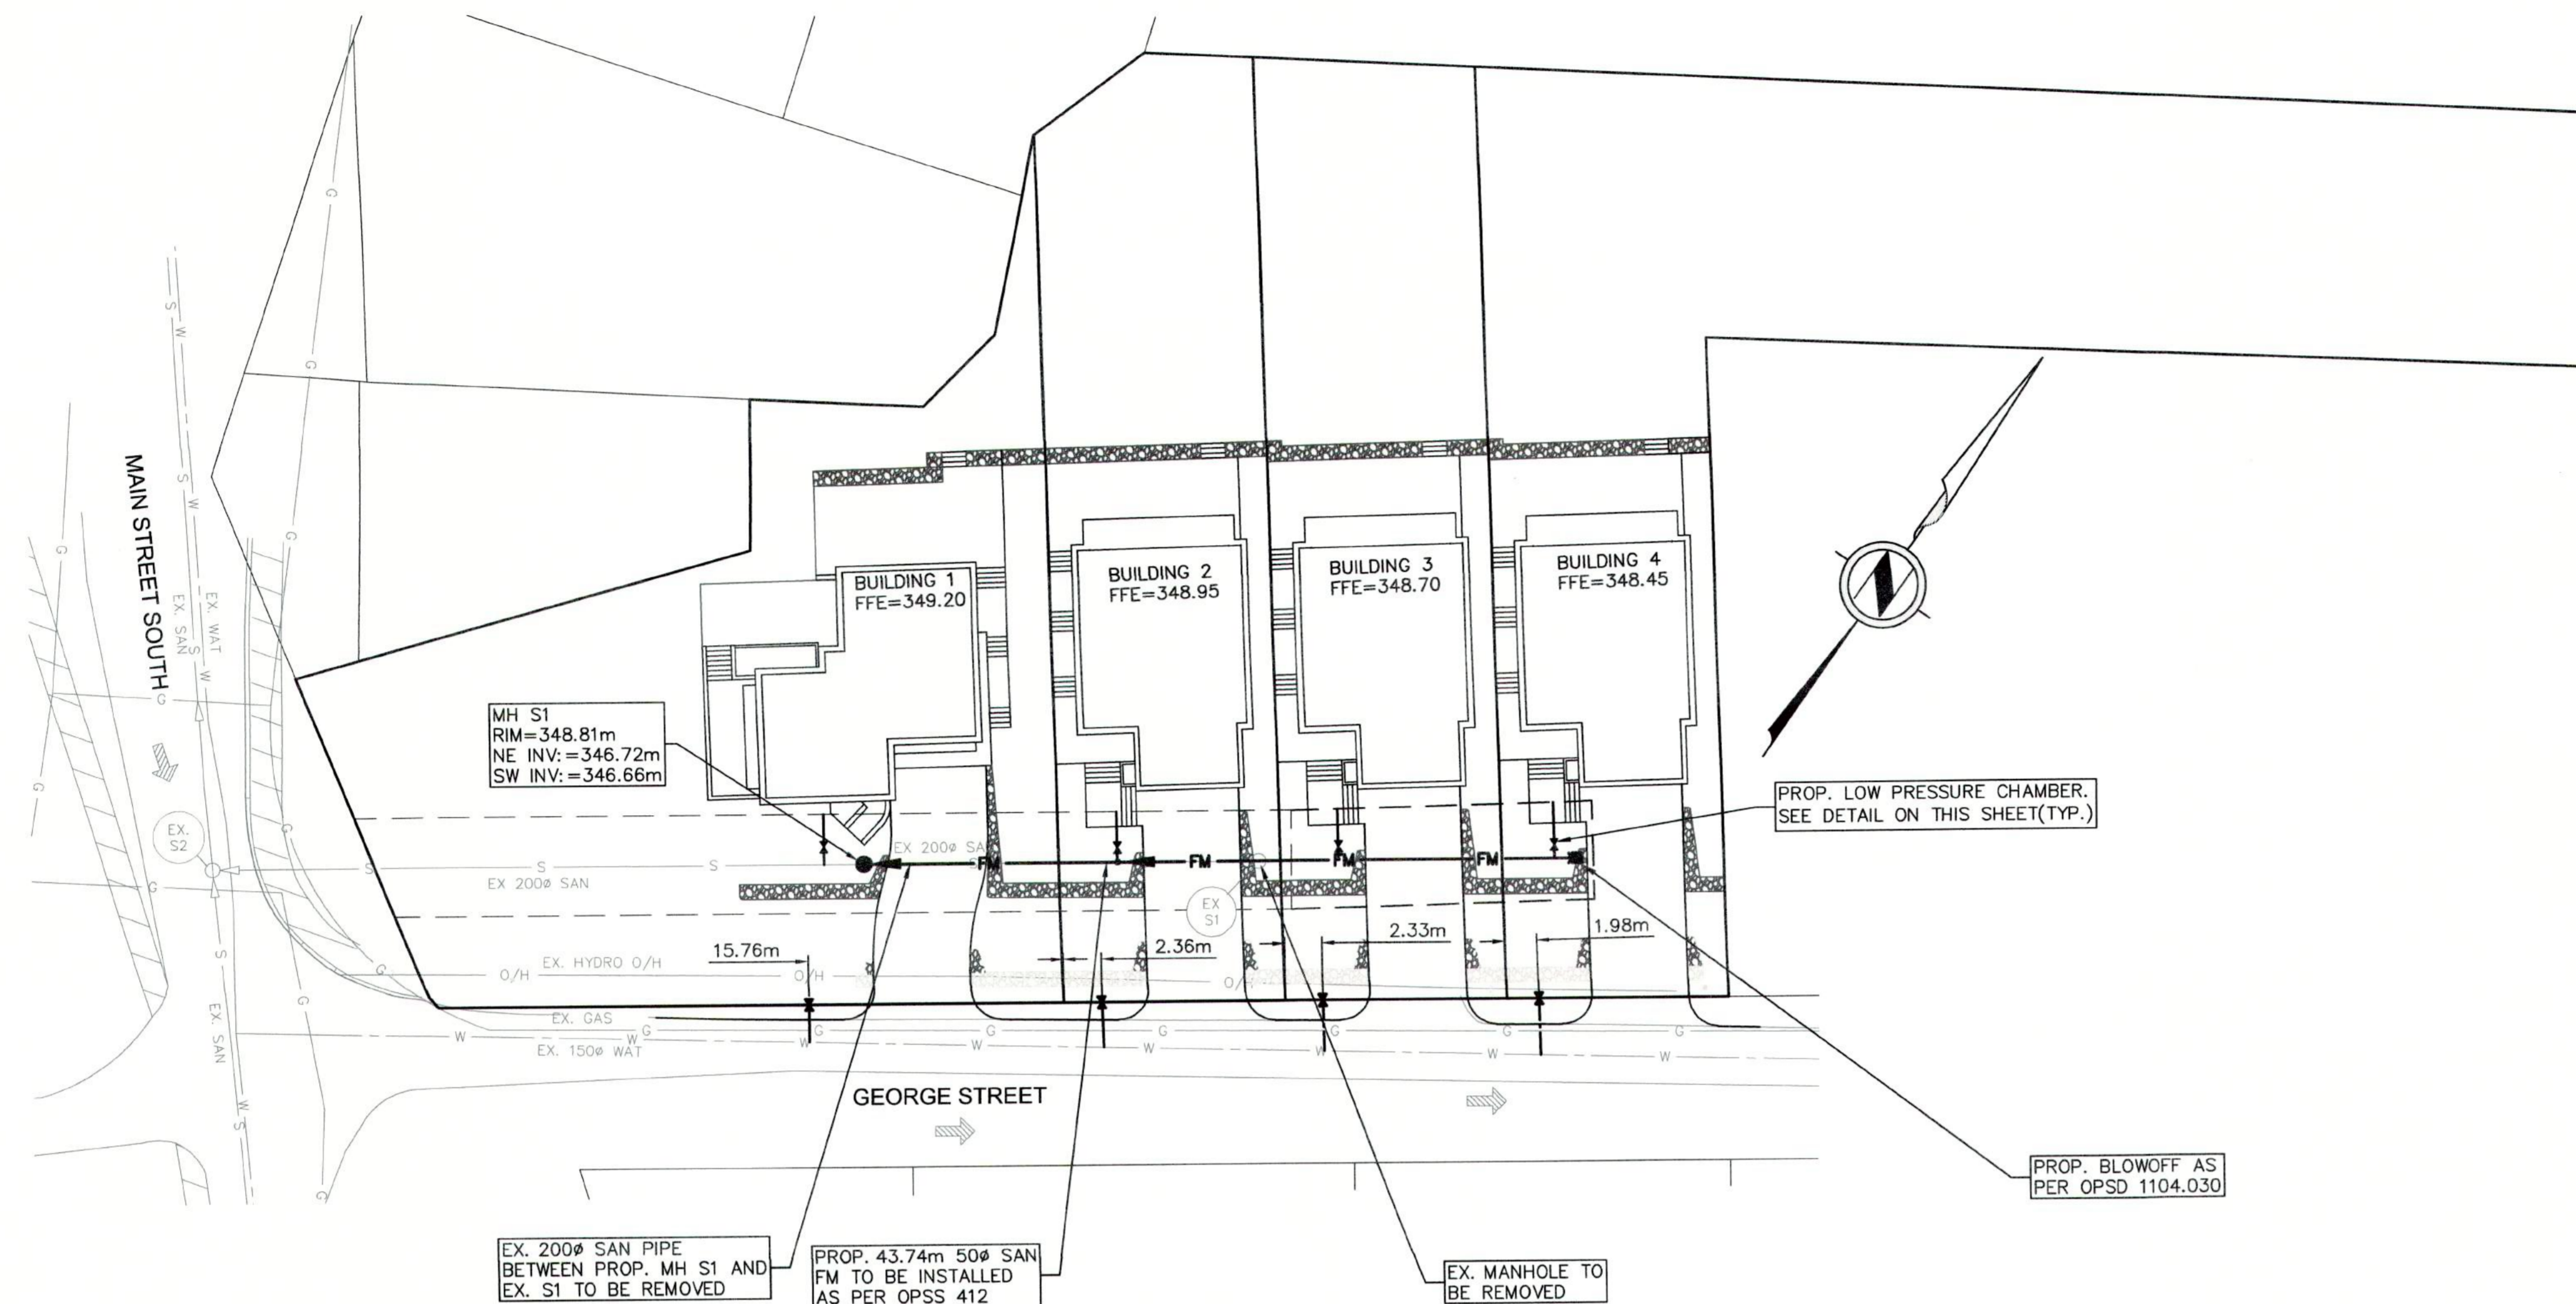 MAIN STREET SOUTH
EX. SAN
EX. WAT
EX.
S2
EX. SAN
BUILDING 1
FFE=349.20
BUILDING 2
FFE=348.95
BUILDING 3
FFE=348.70
BUILDING 4
FFE=348.45
MH S1
RIM=348.81m
NE INV:=346.72m
SW INV:=346.66m
PROP. LOW PRESSURE CHAMBER.
SEE DETAIL ON THIS SHEET(TYP.)
EX 200ø SAN
EX 200ø SA
FM
FM
FM
FM
EX
S1
15.76m
2.36m
2.33m
1.98m
EX. HYDRO O/H
O/H
O/H
EX. GAS
EX. 150ø WAT
G
G
G
G
G
G
G
W
W
W
W
W
W
W
S
S
S
GEORGE STREET
PROP. BLOWOFF AS
PER OPSD 1104.030
EX. 200ø SAN PIPE
BETWEEN PROP. MH S1 AND
EX. S1 TO BE REMOVED
PROP. 43.74m 50ø SAN
FM TO BE INSTALLED
AS PER OPSS 412
EX. MANHOLE TO
BE REMOVED